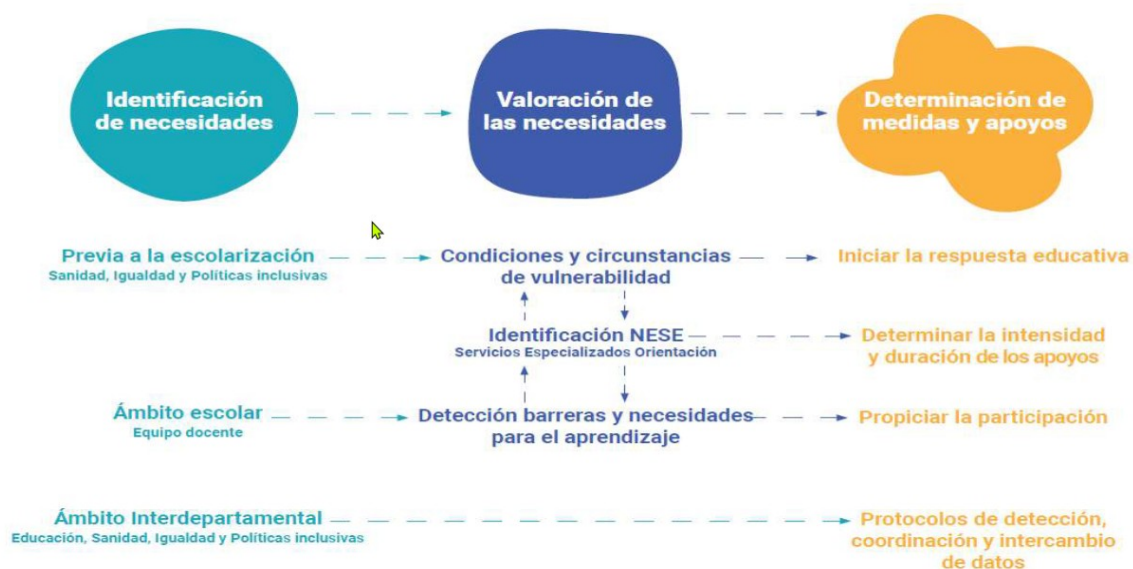 Identificación
de necesidades
Valoración de
las necesidades
Determinación de
medidas y apoyos
Previa a la escolarización
Sanidad, Igualdad y Políticas inclusivas
Condiciones y circunstancias
de vulnerabilidad
Iniciar la respuesta educativa
Identificación NESE
Servicios Especializados Orientación
Determinar la intensidad
y duración de los apoyos
Ámbito escolar
Equipo docente
Detección barreras y necesidades
para el aprendizaje
Propiciar la participación
Ámbito Interdepartamental
Educación, Sanidad, Igualdad y Políticas inclusivas
Protocolos de detección,
coordinación y intercambio
de datos